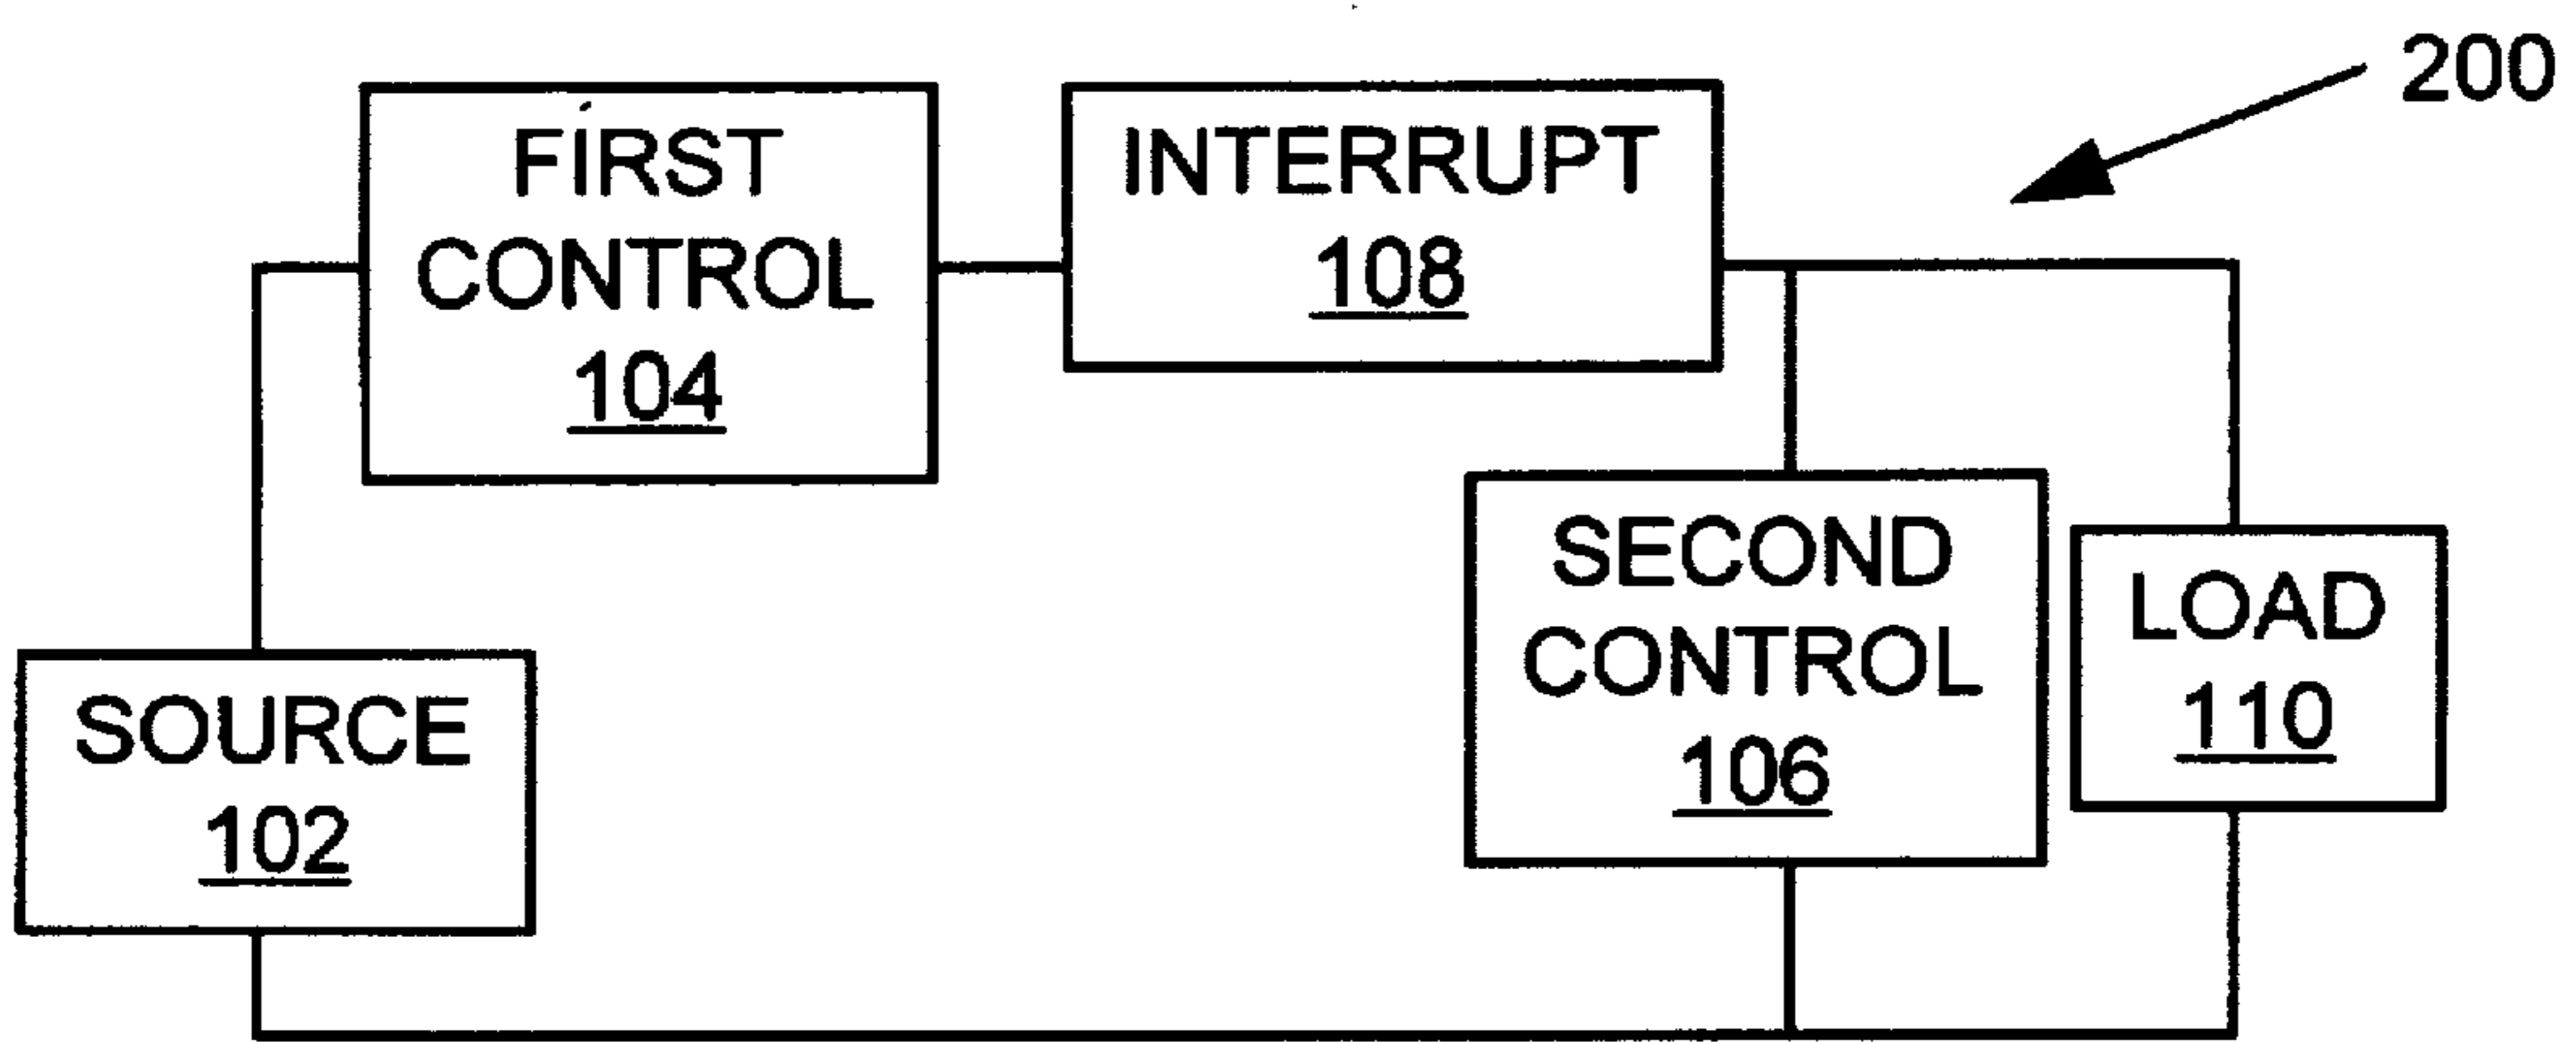 200
FIRST
CONTROL
104
INTERRUPT
108
SECOND
CONTROL
106
LOAD
110
SOURCE
102